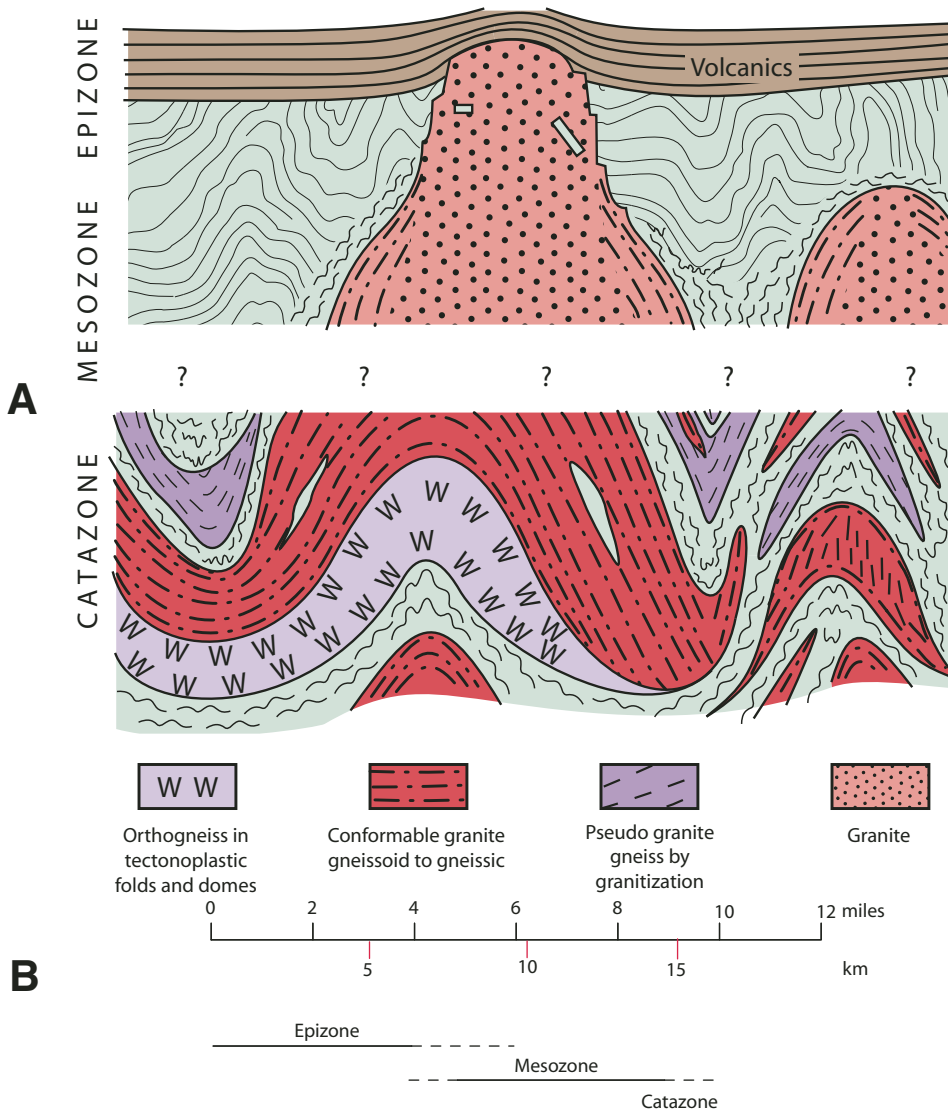 EPIZONE
Volcanics
MESOZONE
? ? ? ? ?
A
CATAZONE
W W W W W W W W W W W W W W W W W W W W W W W W W W W W
W W
Orthogneiss in
tectonoplastic
folds and domes
Conformable granite
gneissoid to gneissic
Pseudo granite
gneiss by
granitization
Granite
0 2 4 6 8 10 12 miles
5 10 15 km
B
Epizone
Mesozone
Catazone